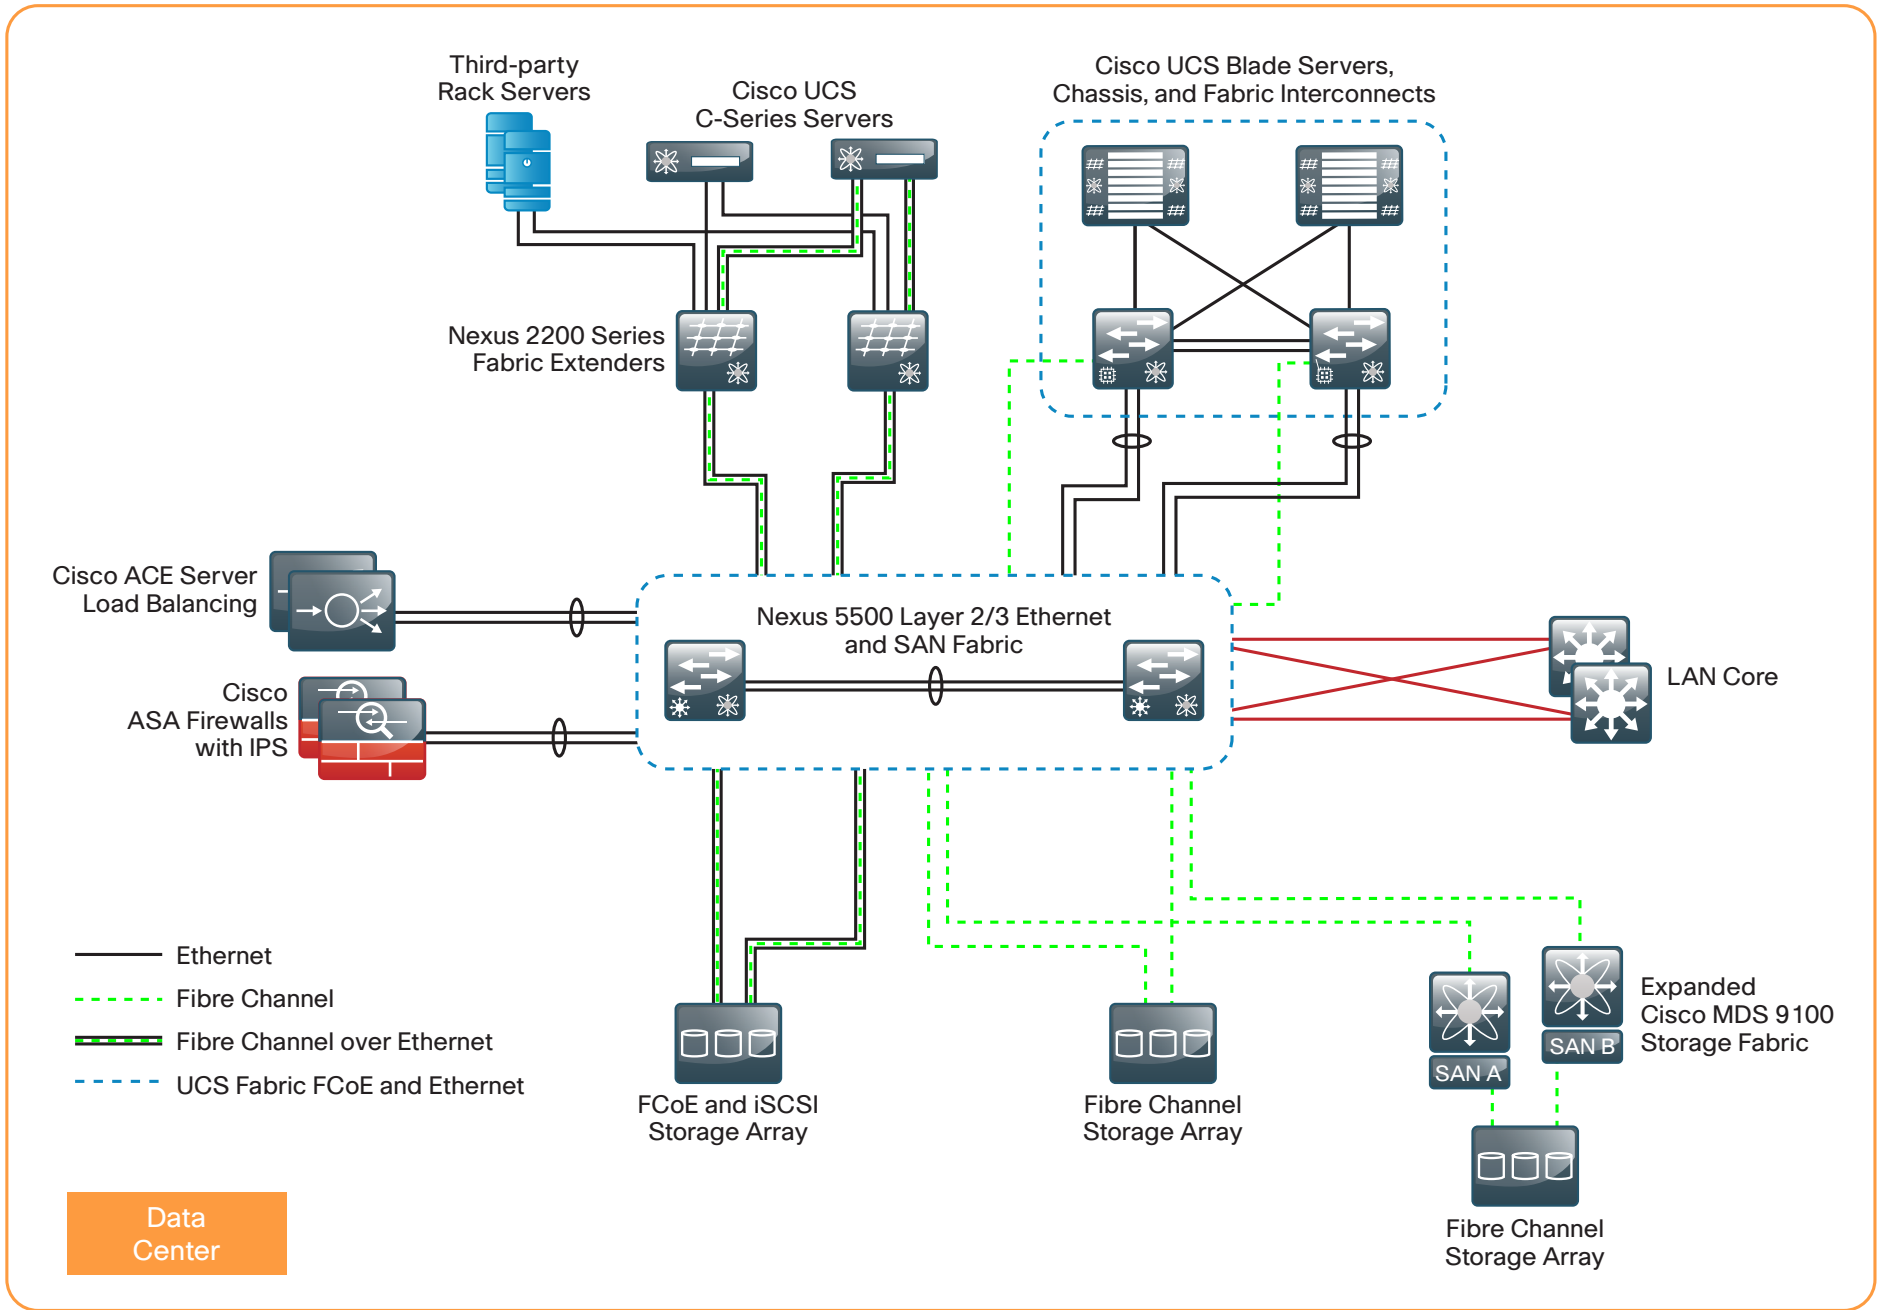 Third-party
Rack Servers
Cisco UCS
C-Series Servers
Cisco UCS Blade Servers,
Chassis, and Fabric Interconnects
Nexus 2200 Series
Fabric Extenders
Cisco ACE Server
Load Balancing
Nexus 5500 Layer 2/3 Ethernet
and SAN Fabric
Cisco
ASA Firewalls
with IPS
LAN Core
Ethernet
Fibre Channel
Fibre Channel over Ethernet
UCS Fabric FCoE and Ethernet
FCoE and iSCSI
Storage Array
Fibre Channel
Storage Array
SAN A
SAN B
Expanded
Cisco MDS 9100
Storage Fabric
Fibre Channel
Storage Array
Data
Center